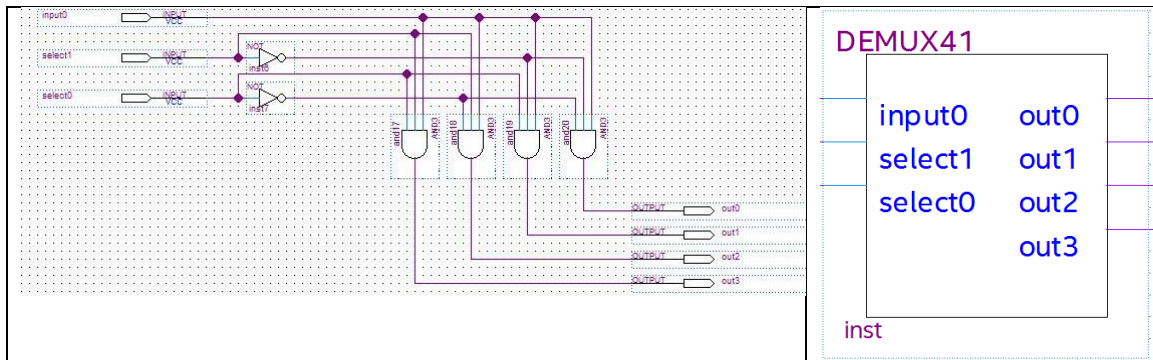 input0 INPUT VCC
select1 INPUT VCC
NOT
inst6
select0 INPUT VCC
NOT
inst7
and17 AND3 and18 AND3 and19 AND3 and20 AND3
OUTPUT out0
OUTPUT out1
OUTPUT out2
OUTPUT out3
DEMUX41
input0 out0
select1 out1
select0 out2
out3
inst